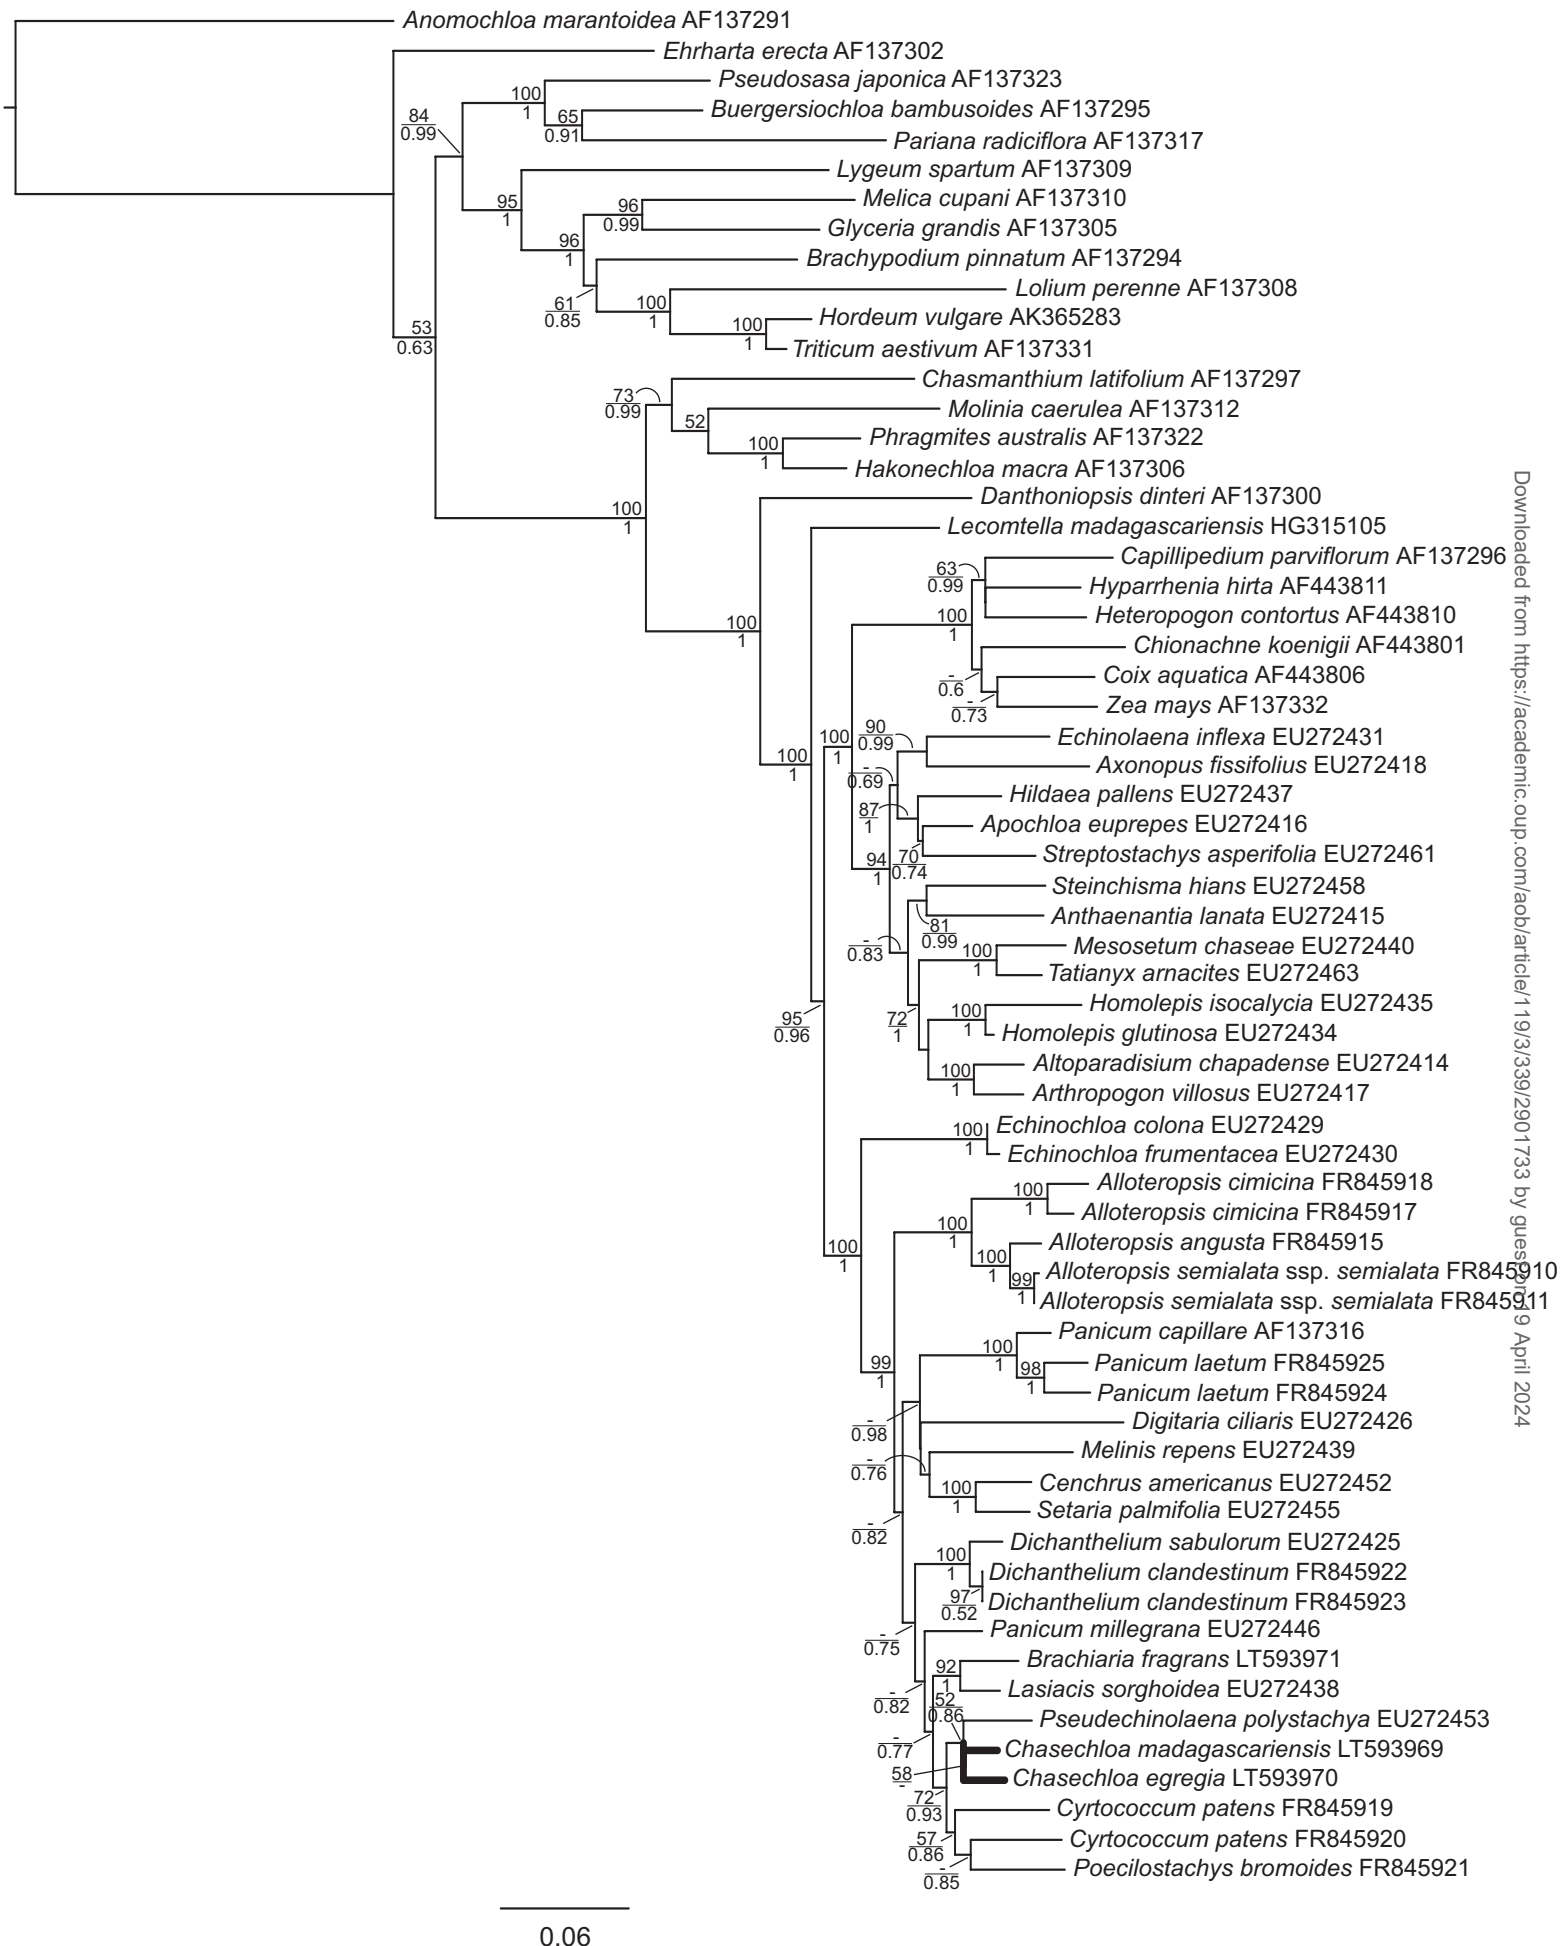 Anomochloa marantoidea AF137291
Ehrharta erecta AF137302
Pseudosasa japonica AF137323
100
1
Buergersiochloa bambusoides AF137295
84
0.99
65
0.91
Pariana radiciflora AF137317
Lygeum spartum AF137309
Melica cupani AF137310
95
1
96
0.99
Glyceria grandis AF137305
96
1
Brachypodium pinnatum AF137294
Lolium perenne AF137308
61
0.85
100
1
Hordeum vulgare AK365283
53
0.63
100
1
Triticum aestivum AF137331
Chasmanthium latifolium AF137297
73
0.99
Molinia caerulea AF137312
52
Phragmites australis AF137322
100
1
Hakonechloa macra AF137306
Danthoniopsis dinteri AF137300
100
1
Lecomtella madagascariensis HG315105
Capillipedium parviflorum AF137296
63
0.99
Hyparrhenia hirta AF443811
Heteropogon contortus AF443810
100
1
100
1
Chionachne koenigii AF443801
Coix aquatica AF443806
-
0.6
Zea mays AF137332
-
0.73
Echinolaena inflexa EU272431
90
0.99
100
1
100
1
Axonopus fissifolius EU272418
-
0.69
Hildaea pallens EU272437
87
1
Apochloa euprepes EU272416
Streptostachys asperifolia EU272461
94
1
70
0.74
Steinchisma hians EU272458
Anthaenantia lanata EU272415
81
0.99
-
0.83
Mesosetum chaseae EU272440
100
1
Tatianyx arnacites EU272463
Homolepis isocalycia EU272435
95
0.96
72
1
100
1
Homolepis glutinosa EU272434
Altoparadisium chapadense EU272414
100
1
Arthropogon villosus EU272417
Echinochloa colona EU272429
100
1
Echinochloa frumentacea EU272430
Alloteropsis cimicina FR845918
100
1
Alloteropsis cimicina FR845917
100
1
Alloteropsis angusta FR845915
100
1
100
1
Alloteropsis semialata ssp. semialata FR845910
99
1
Alloteropsis semialata ssp. semialata FR845911
Panicum capillare AF137316
100
1
Panicum laetum FR845925
99
1
98
1
Panicum laetum FR845924
Digitaria ciliaris EU272426
-
0.98
Melinis repens EU272439
-
0.76
Cenchrus americanus EU272452
100
1
Setaria palmifolia EU272455
-
0.82
Dichanthelium sabulorum EU272425
100
1
Dichanthelium clandestinum FR845922
97
0.52
Dichanthelium clandestinum FR845923
Panicum millegrana EU272446
-
0.75
Brachiaria fragrans LT593971
92
1
Lasiacis sorghoidea EU272438
-
0.82
52
0.86
Pseudechinolaena polystachya EU272453
-
0.77
Chasechloa madagascariensis LT593969
58
-
Chasechloa egregia LT593970
72
0.93
Cyrtococcum patens FR845919
57
0.86
Cyrtococcum patens FR845920
-
0.85
Poecilostachys bromoides FR845921
0.06
Downloaded from https://academic.oup.com/aob/article/119/3/339/2901733 by guest on 19 April 2024